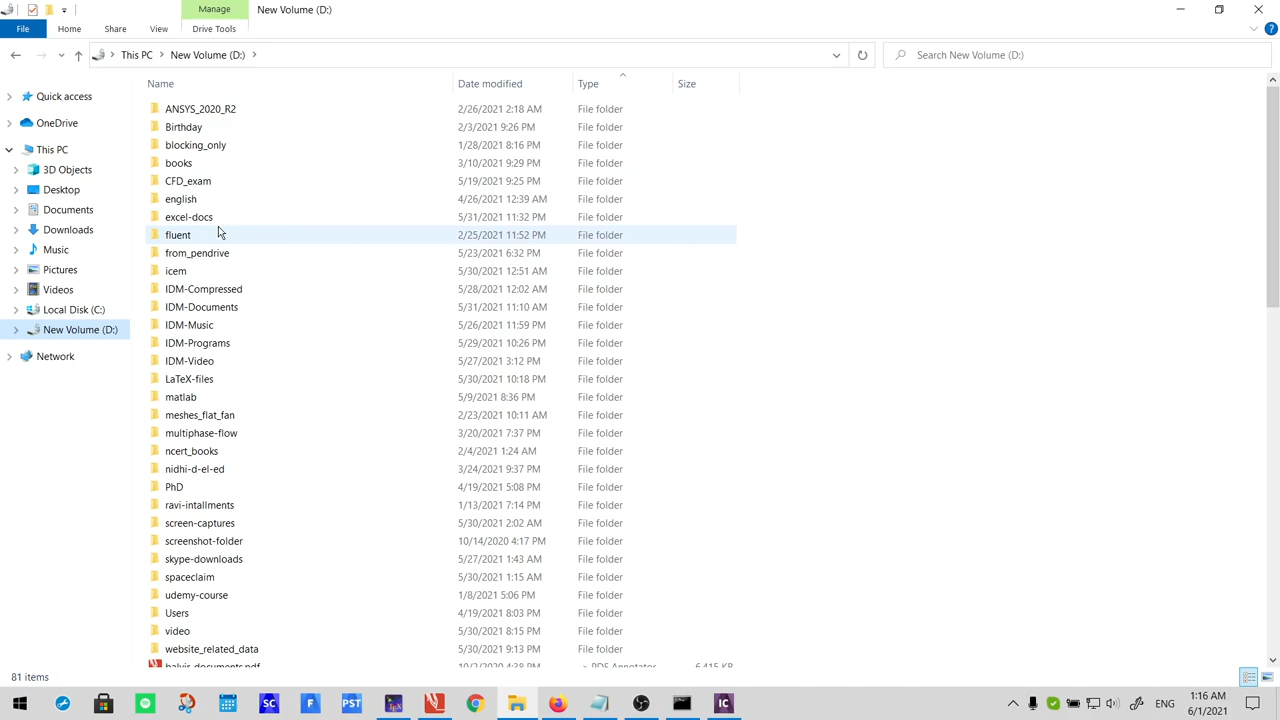 Manage
New Volume (D:)
File
Home
Share
View
Drive Tools
This PC
New Volume (D:)
Search New Volume (D:)
Name
Date modified
Type
Size
Quick access
OneDrive
This PC
3D Objects
Desktop
Documents
Downloads
Music
Pictures
Videos
Local Disk (C:)
New Volume (D:)
Network
ANSYS_2020_R2 2/26/2021 2:18 AM File folder
Birthday 2/3/2021 9:26 PM File folder
blocking_only 1/28/2021 8:16 PM File folder
books 3/10/2021 9:29 PM File folder
CFD_exam 5/19/2021 9:25 PM File folder
english 4/26/2021 12:39 AM File folder
excel-docs 5/31/2021 11:32 PM File folder
fluent 2/25/2021 11:52 PM File folder
from_pendrive 5/23/2021 6:32 PM File folder
icem 5/30/2021 12:51 AM File folder
IDM-Compressed 5/28/2021 12:02 AM File folder
IDM-Documents 5/31/2021 11:10 AM File folder
IDM-Music 5/26/2021 11:59 PM File folder
IDM-Programs 5/29/2021 10:26 PM File folder
IDM-Video 5/27/2021 3:12 PM File folder
LaTeX-files 5/30/2021 10:18 PM File folder
matlab 5/9/2021 8:36 PM File folder
meshes_flat_fan 2/23/2021 10:11 AM File folder
multiphase-flow 3/20/2021 7:37 PM File folder
ncert_books 2/4/2021 1:24 AM File folder
nidhi-d-el-ed 3/24/2021 9:37 PM File folder
PhD 4/19/2021 5:08 PM File folder
ravi-intallments 1/13/2021 7:14 PM File folder
screen-captures 5/30/2021 2:02 AM File folder
screenshot-folder 10/14/2020 4:17 PM File folder
skype-downloads 5/27/2021 1:43 AM File folder
spaceclaim 5/30/2021 1:15 AM File folder
udemy-course 1/8/2021 5:06 PM File folder
Users 4/19/2021 8:03 PM File folder
video 5/30/2021 8:15 PM File folder
website_related_data 5/30/2021 9:13 PM File folder
balvir_documents.pdf 10/2/2020 4:38 PM PDF Annotator 6,415 KB
81 items
SC
F
PST
IC
ENG
1:16 AM
6/1/2021